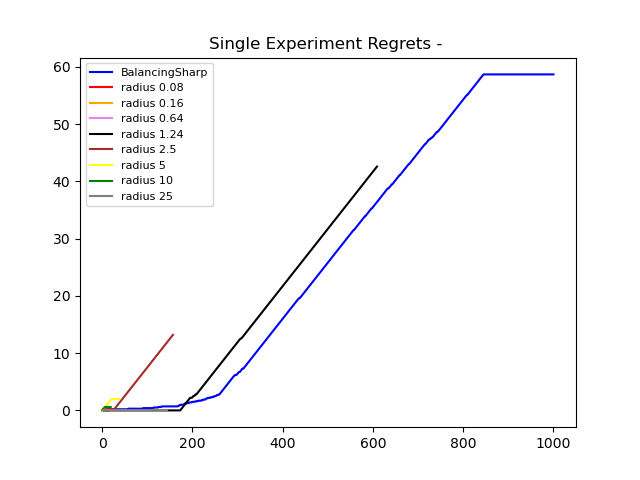 Single Experiment Regrets -
BalancingSharp
radius 0.08
radius 0.16
radius 0.64
radius 1.24
radius 2.5
radius 5
radius 10
radius 25
60
50
40
30
20
10
0
0 200 400 600 800 1000